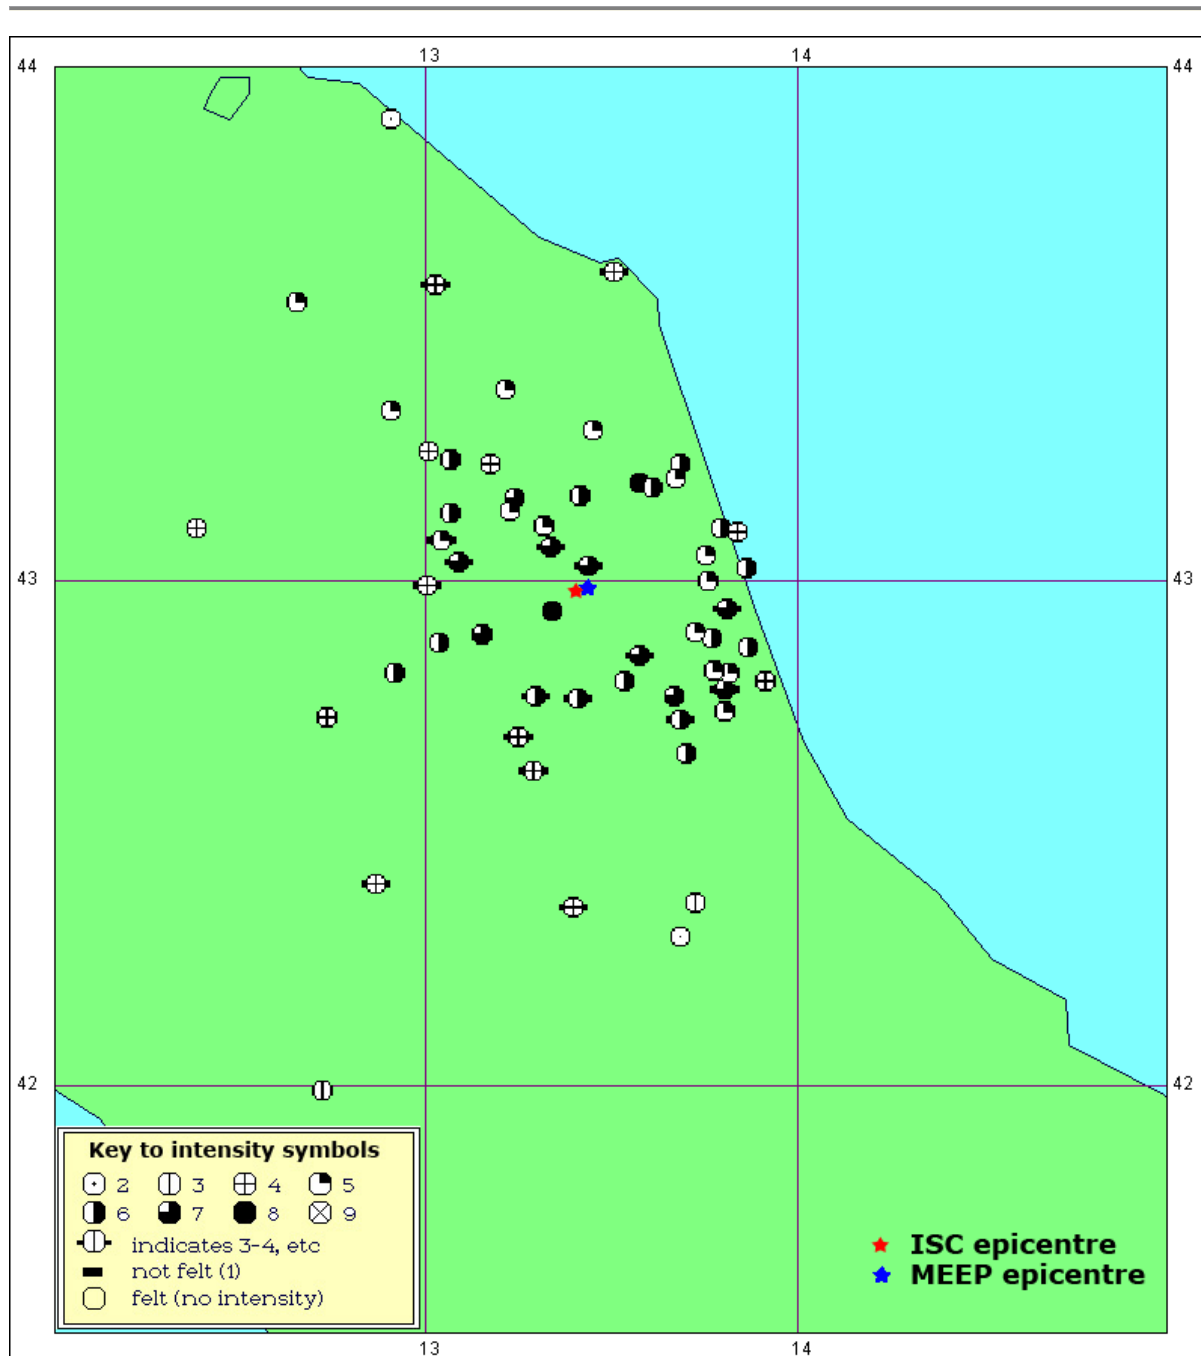 13 14
44 44
43 43
42 42
Key to intensity symbols
2 3 4 5
6 7 8 9
indicates 3-4, etc
not felt (1)
felt (no intensity)
ISC epicentre
MEEP epicentre
13 14